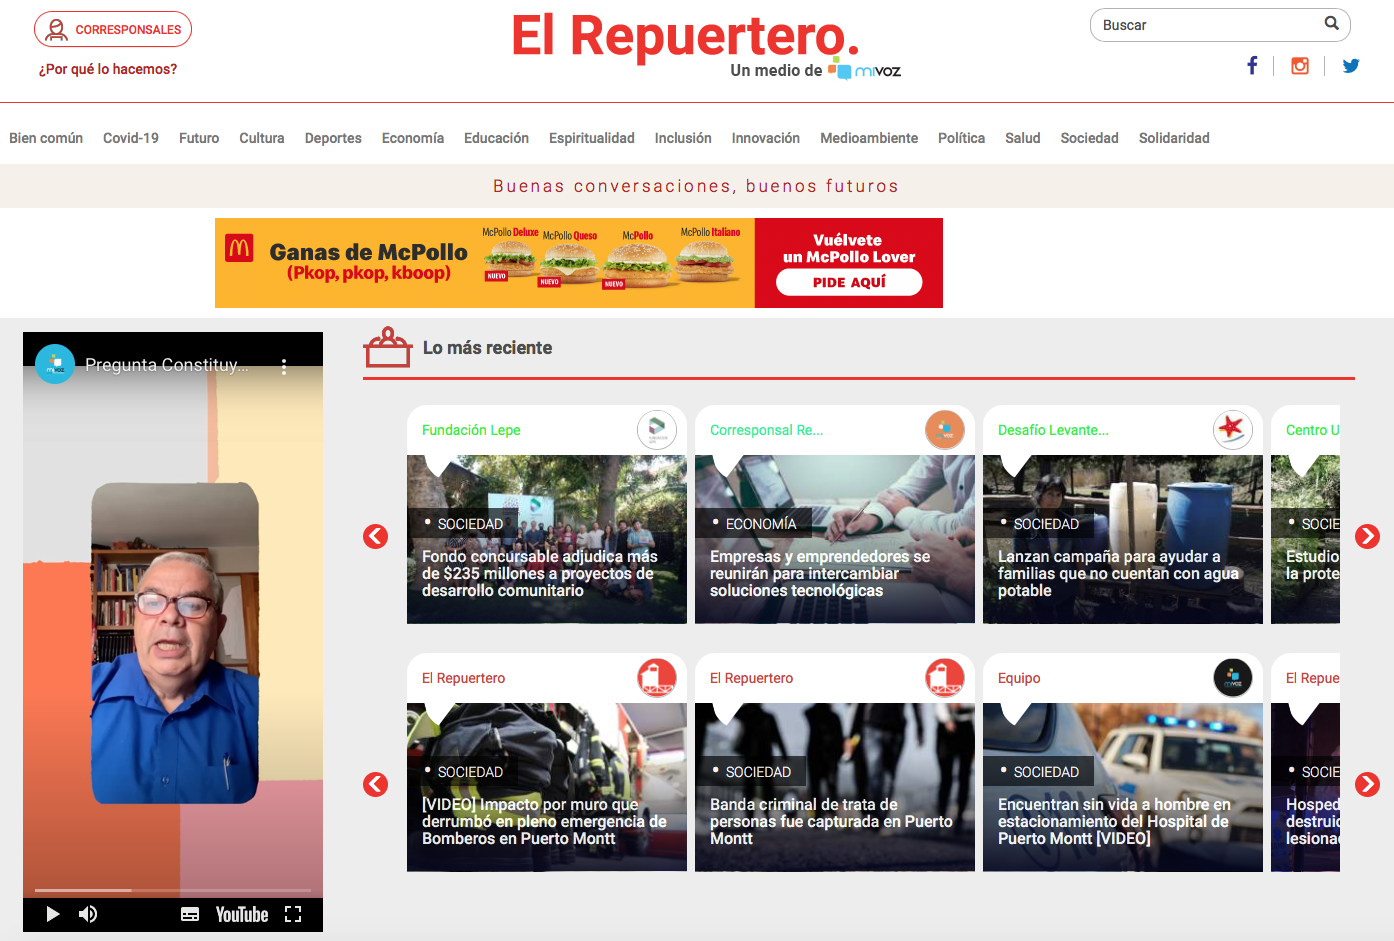 CORRESPONSALES
¿Por qué lo hacemos?
El Repuertero.
Un medio de mivoz
Buscar
Bien común Covid-19 Futuro Cultura Deportes Economía Educación Espiritualidad Inclusión Innovación Medioambiente Política Salud Sociedad Solidaridad
Buenas conversaciones, buenos futuros
Ganas de McPollo
(Pkop, pkop, kboop)
McPollo Deluxe
NUEVO
McPollo Queso
NUEVO
McPollo
NUEVO
McPollo Italiano
Vuélvete
un McPollo Lover
PIDE AQUÍ
mivoz
Pregunta Constituy...
YouTube
Lo más reciente
Fundación Lepe
SOCIEDAD
Fondo concursable adjudica más
de $235 millones a proyectos de
desarrollo comunitario
Corresponsal Re...
mivoz
ECONOMÍA
Empresas y emprendedores se
reunirán para intercambiar
soluciones tecnológicas
Desafío Levante...
SOCIEDAD
Lanzan campaña para ayudar a
familias que no cuentan con agua
potable
Centro U
SOCIE
Estudio
la prote
El Repuertero
SOCIEDAD
[VIDEO] Impacto por muro que
derrumbó en pleno emergencia de
Bomberos en Puerto Montt
El Repuertero
SOCIEDAD
Banda criminal de trata de
personas fue capturada en Puerto
Montt
Equipo
mivoz
SOCIEDAD
Encuentran sin vida a hombre en
estacionamiento del Hospital de
Puerto Montt [VIDEO]
El Repue
SOCIE
Hosped
destruid
lesiona